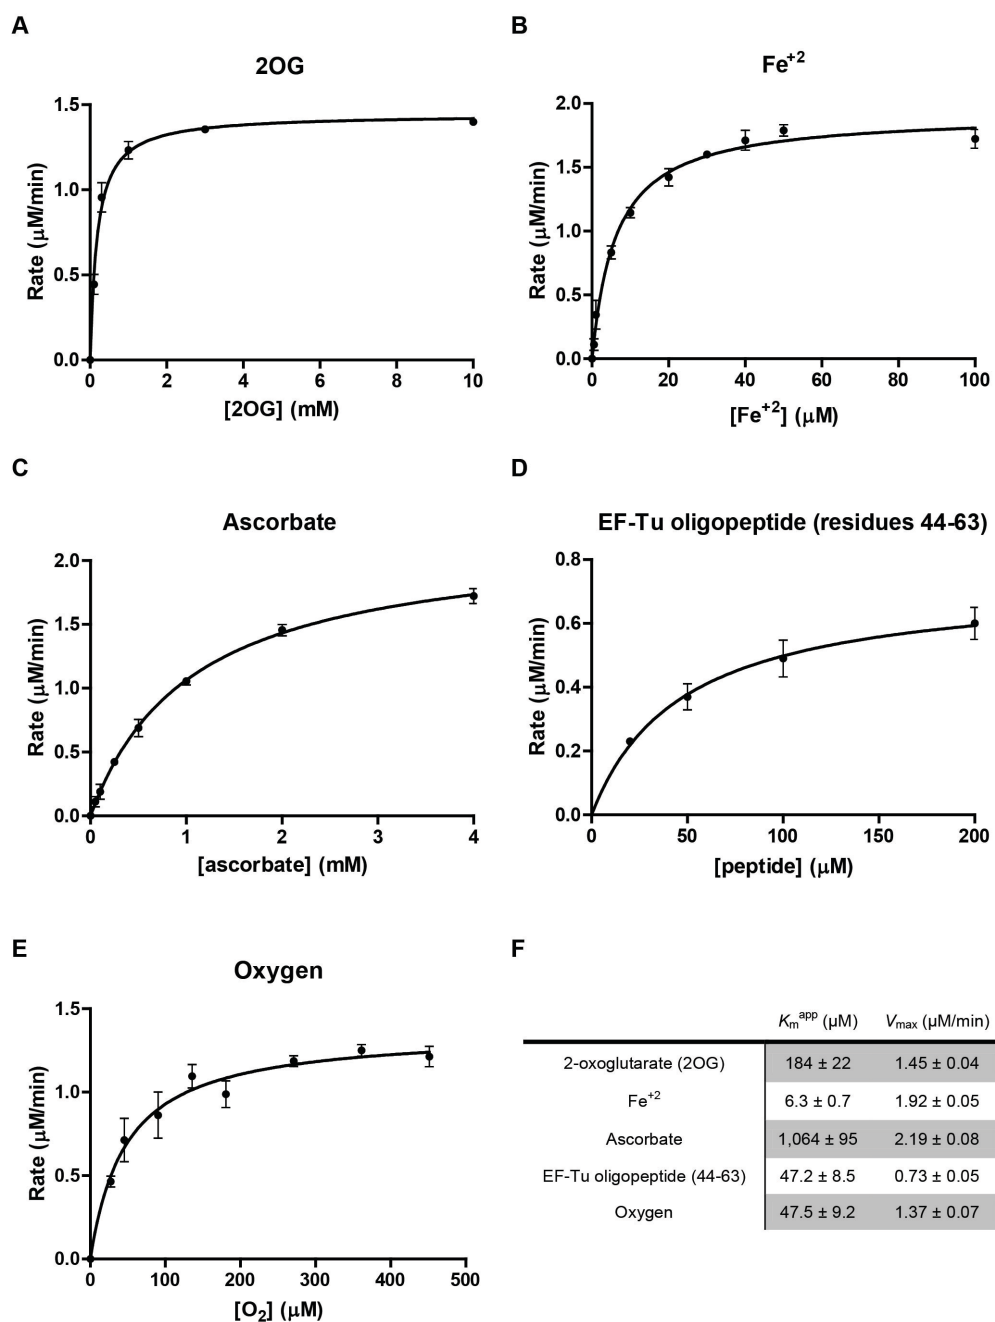 A
2OG
1.5
1.0
0.5
0.0
Rate (μM/min)
0 2 4 6 8 10
[2OG] (mM)
B
Fe+2
2.0
1.5
1.0
0.5
0.0
Rate (μM/min)
0 20 40 60 80 100
[Fe+2] (μM)
C
Ascorbate
2.0
1.5
1.0
0.5
0.0
Rate (μM/min)
0 1 2 3 4
[ascorbate] (mM)
D
EF-Tu oligopeptide (residues 44-63)
0.8
0.6
0.4
0.2
0.0
Rate (μM/min)
0 50 100 150 200
[peptide] (μM)
E
Oxygen
1.5
1.0
0.5
0.0
Rate (μM/min)
0 100 200 300 400 500
[O2] (μM)
F
Kmapp (μM) Vmax (μM/min)
2-oxoglutarate (2OG) 184 ± 22 1.45 ± 0.04
Fe+2 6.3 ± 0.7 1.92 ± 0.05
Ascorbate 1,064 ± 95 2.19 ± 0.08
EF-Tu oligopeptide (44-63) 47.2 ± 8.5 0.73 ± 0.05
Oxygen 47.5 ± 9.2 1.37 ± 0.07